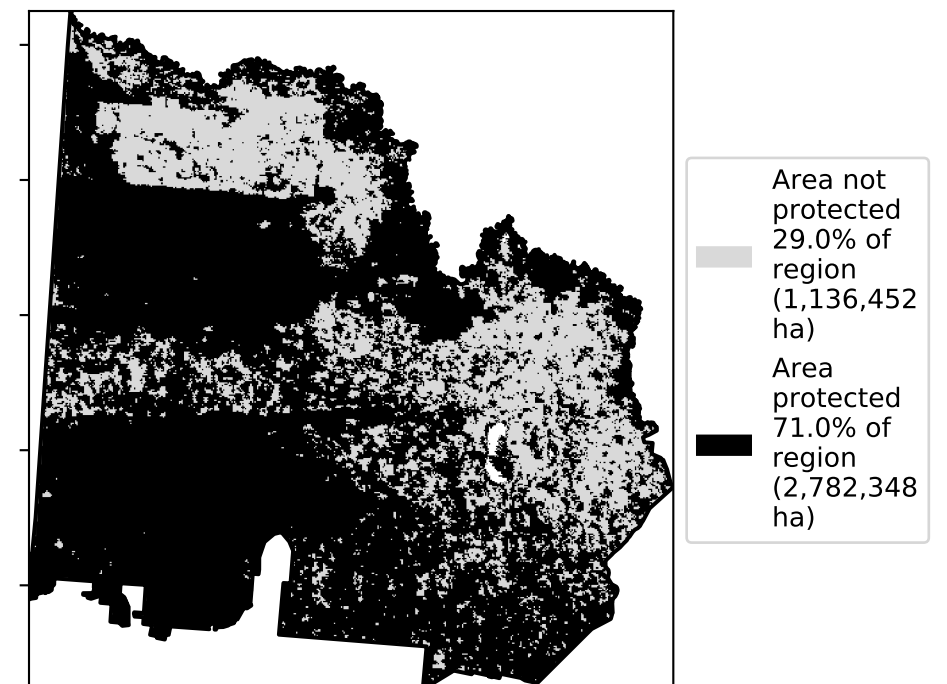 Area not
protected
29.0% of
region
(1,136,452
ha)
Area
protected
71.0% of
region
(2,782,348
ha)